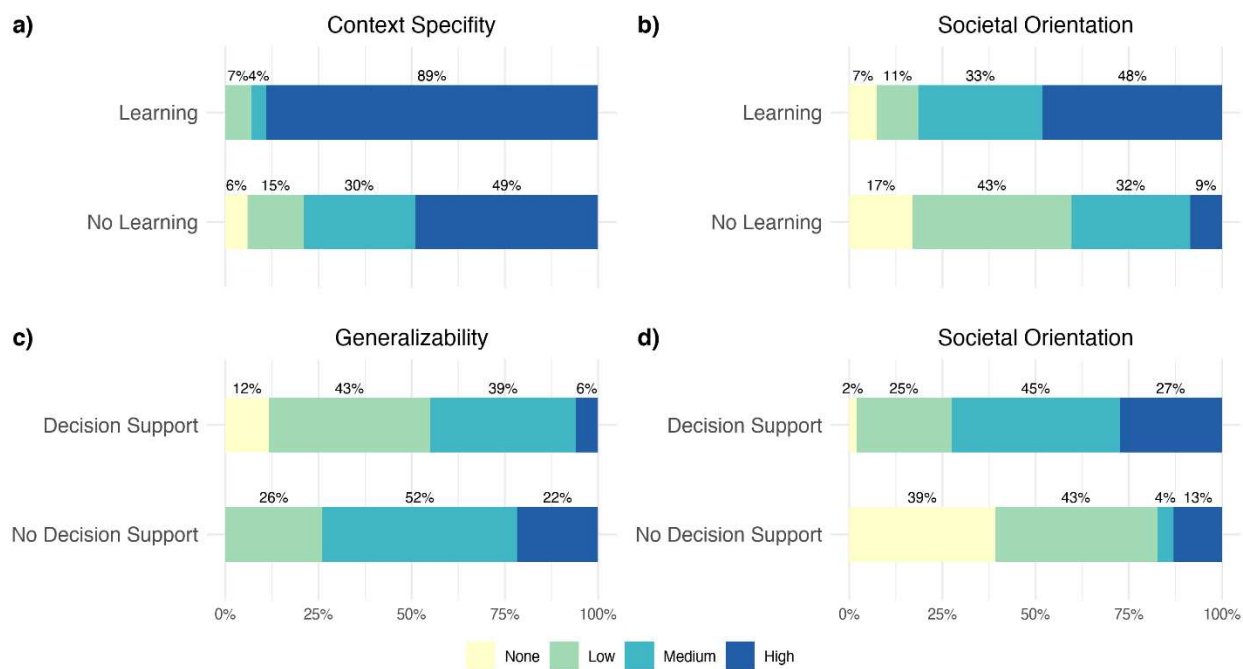 a) Context Specifity
7% 4% 89%
Learning
6% 15% 30% 49%
No Learning
b) Societal Orientation
7% 11% 33% 48%
Learning
17% 43% 32% 9%
No Learning
c) Generalizability
12% 43% 39% 6%
Decision Support
26% 52% 22%
No Decision Support
0% 25% 50% 75% 100%
d) Societal Orientation
2% 25% 45% 27%
Decision Support
39% 43% 4% 13%
No Decision Support
0% 25% 50% 75% 100%
None Low Medium High